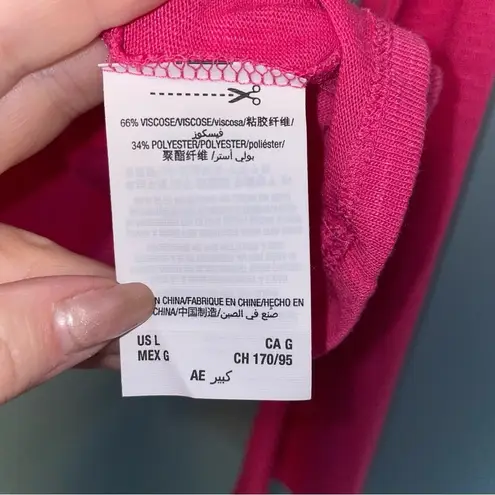 66% VISCOSE/VISCOSE/viscosa/粘胶纤维/
فيسكوز
34% POLYESTER/POLYESTER/poliéster/
聚酯纤维 /بولي أستر/
N CHINA/FABRIQUE EN CHINE/HECHO EN
CHINA/中国制造/صنع في الصين
US L CA G
MEX G CH 170/95
AE كبير